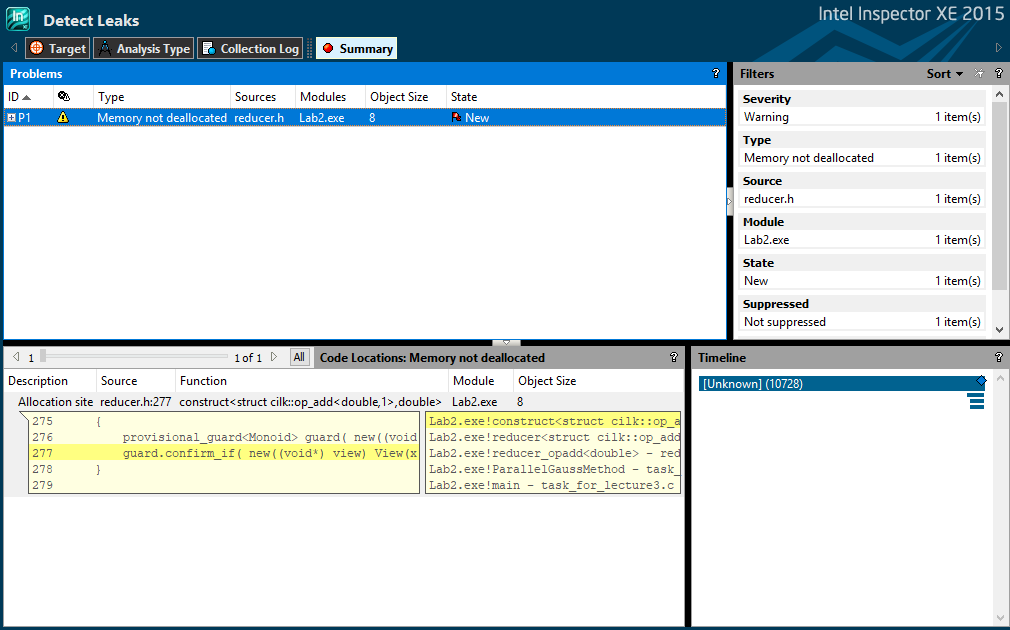 Detect Leaks
Intel Inspector XE 2015
Target
Analysis Type
Collection Log
Summary
Problems ?
ID Type Sources Modules Object Size State
P1 Memory not deallocated reducer.h Lab2.exe 8 New
Filters Sort ?
Severity
Warning 1 item(s)
Type
Memory not deallocated 1 item(s)
Source
reducer.h 1 item(s)
Module
Lab2.exe 1 item(s)
State
New 1 item(s)
Suppressed
Not suppressed 1 item(s)
1 1 of 1 All Code Locations: Memory not deallocated ?
Description Source Function Module Object Size
Allocation site reducer.h:277 construct<struct cilk::op_add<double,1>,double> Lab2.exe 8
275 {
276 provisional_guard<Monoid> guard( new((void
277 guard.confirm_if( new((void*) view) View(x
278 }
279
Lab2.exe!construct<struct cilk::op_a
Lab2.exe!reducer<struct cilk::op_add
Lab2.exe!reducer_opadd<double> - red
Lab2.exe!ParallelGaussMethod - task_
Lab2.exe!main - task_for_lecture3.c
Timeline ?
[Unknown] (10728)